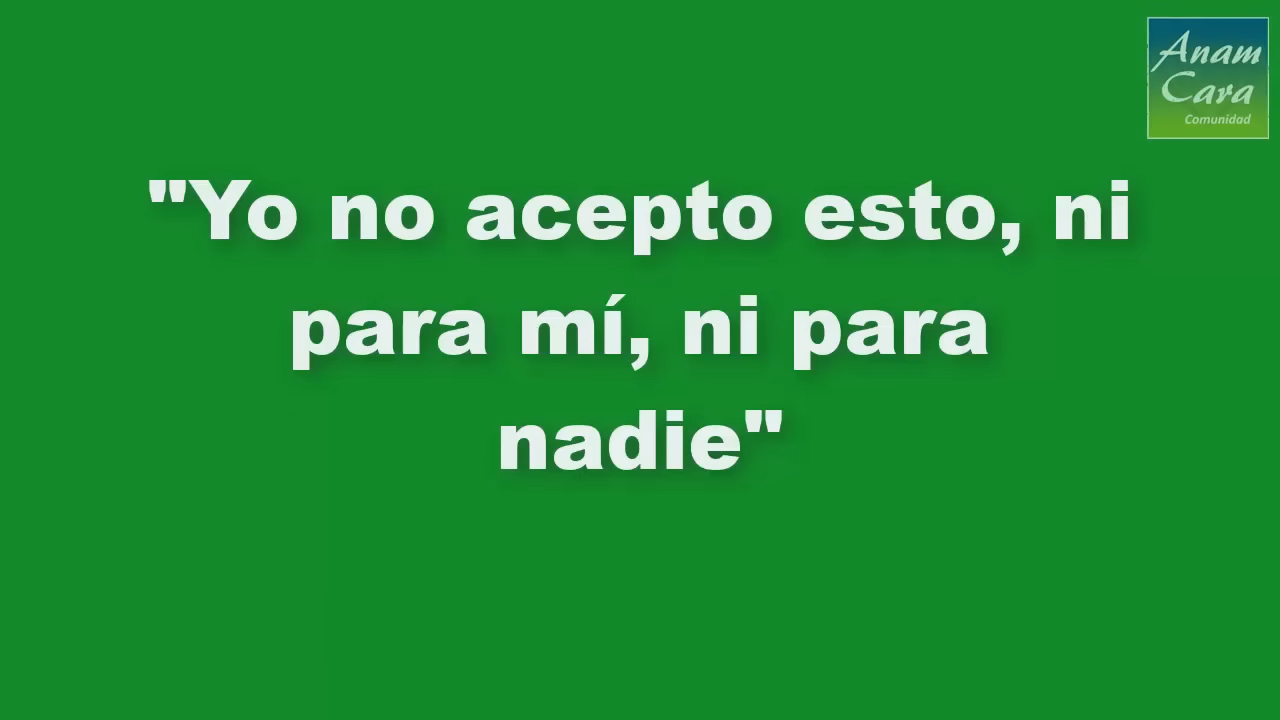 Anam
Cara
Comunidad
"Yo no acepto esto, ni
para mí, ni para
nadie"